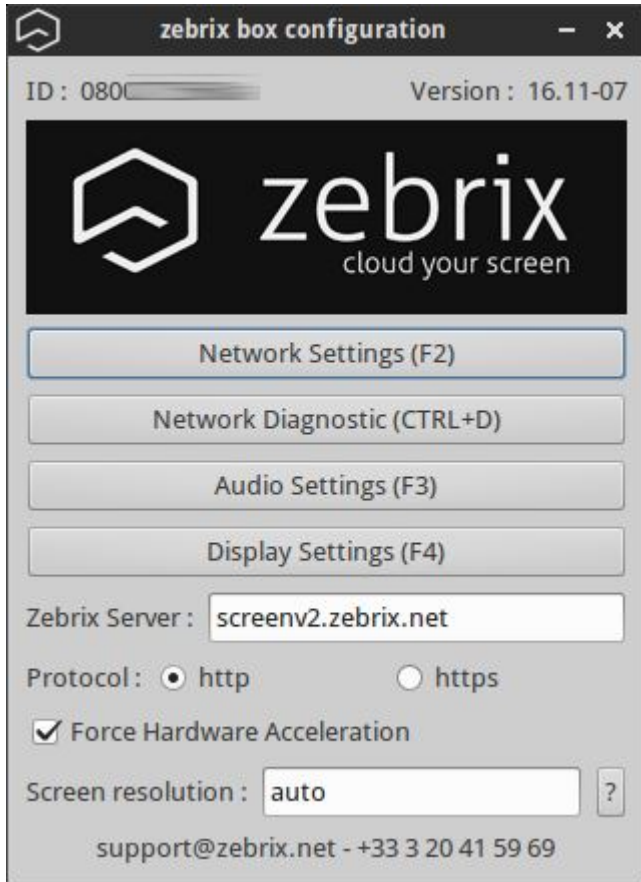 zebrix box configuration
ID : 080 Version : 16.11-07
zebrix
cloud your screen
Network Settings (F2)
Network Diagnostic (CTRL+D)
Audio Settings (F3)
Display Settings (F4)
Zebrix Server : screenv2.zebrix.net
Protocol : http https
Force Hardware Acceleration
Screen resolution : auto ?
support@zebrix.net - +33 3 20 41 59 69